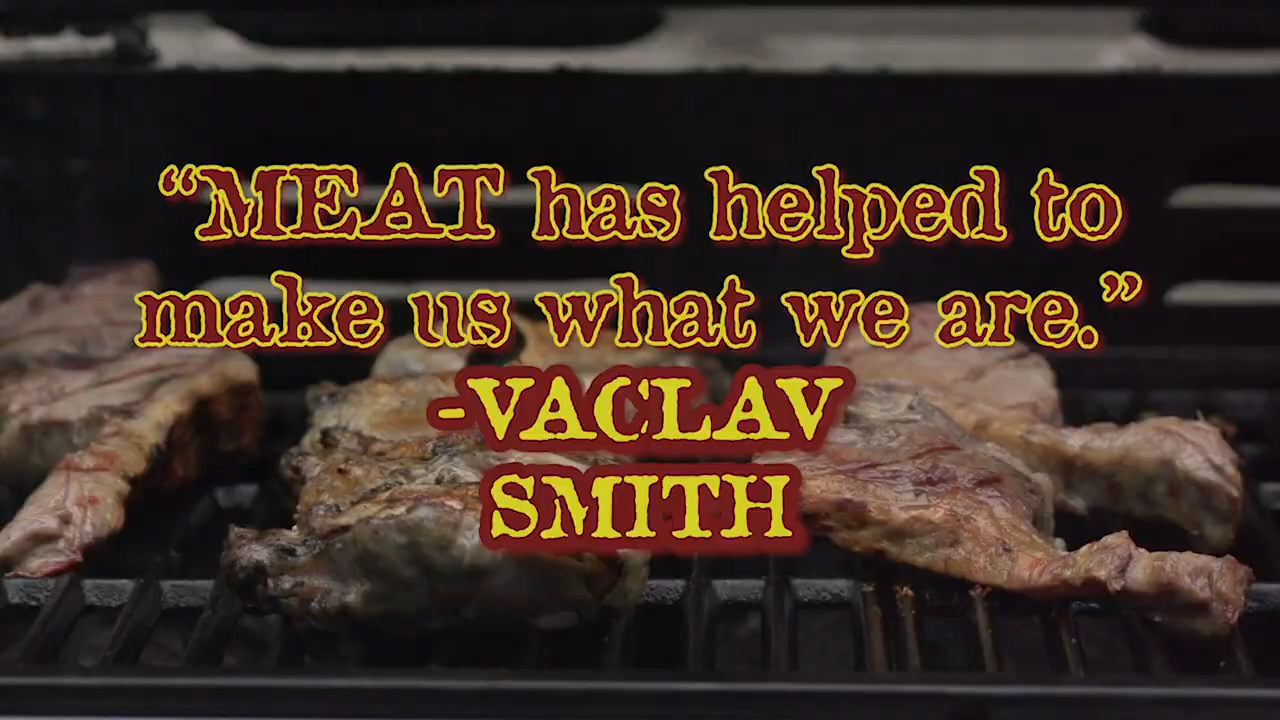 “MEAT has helped to
make us what we are.”
-VACLAV
SMITH